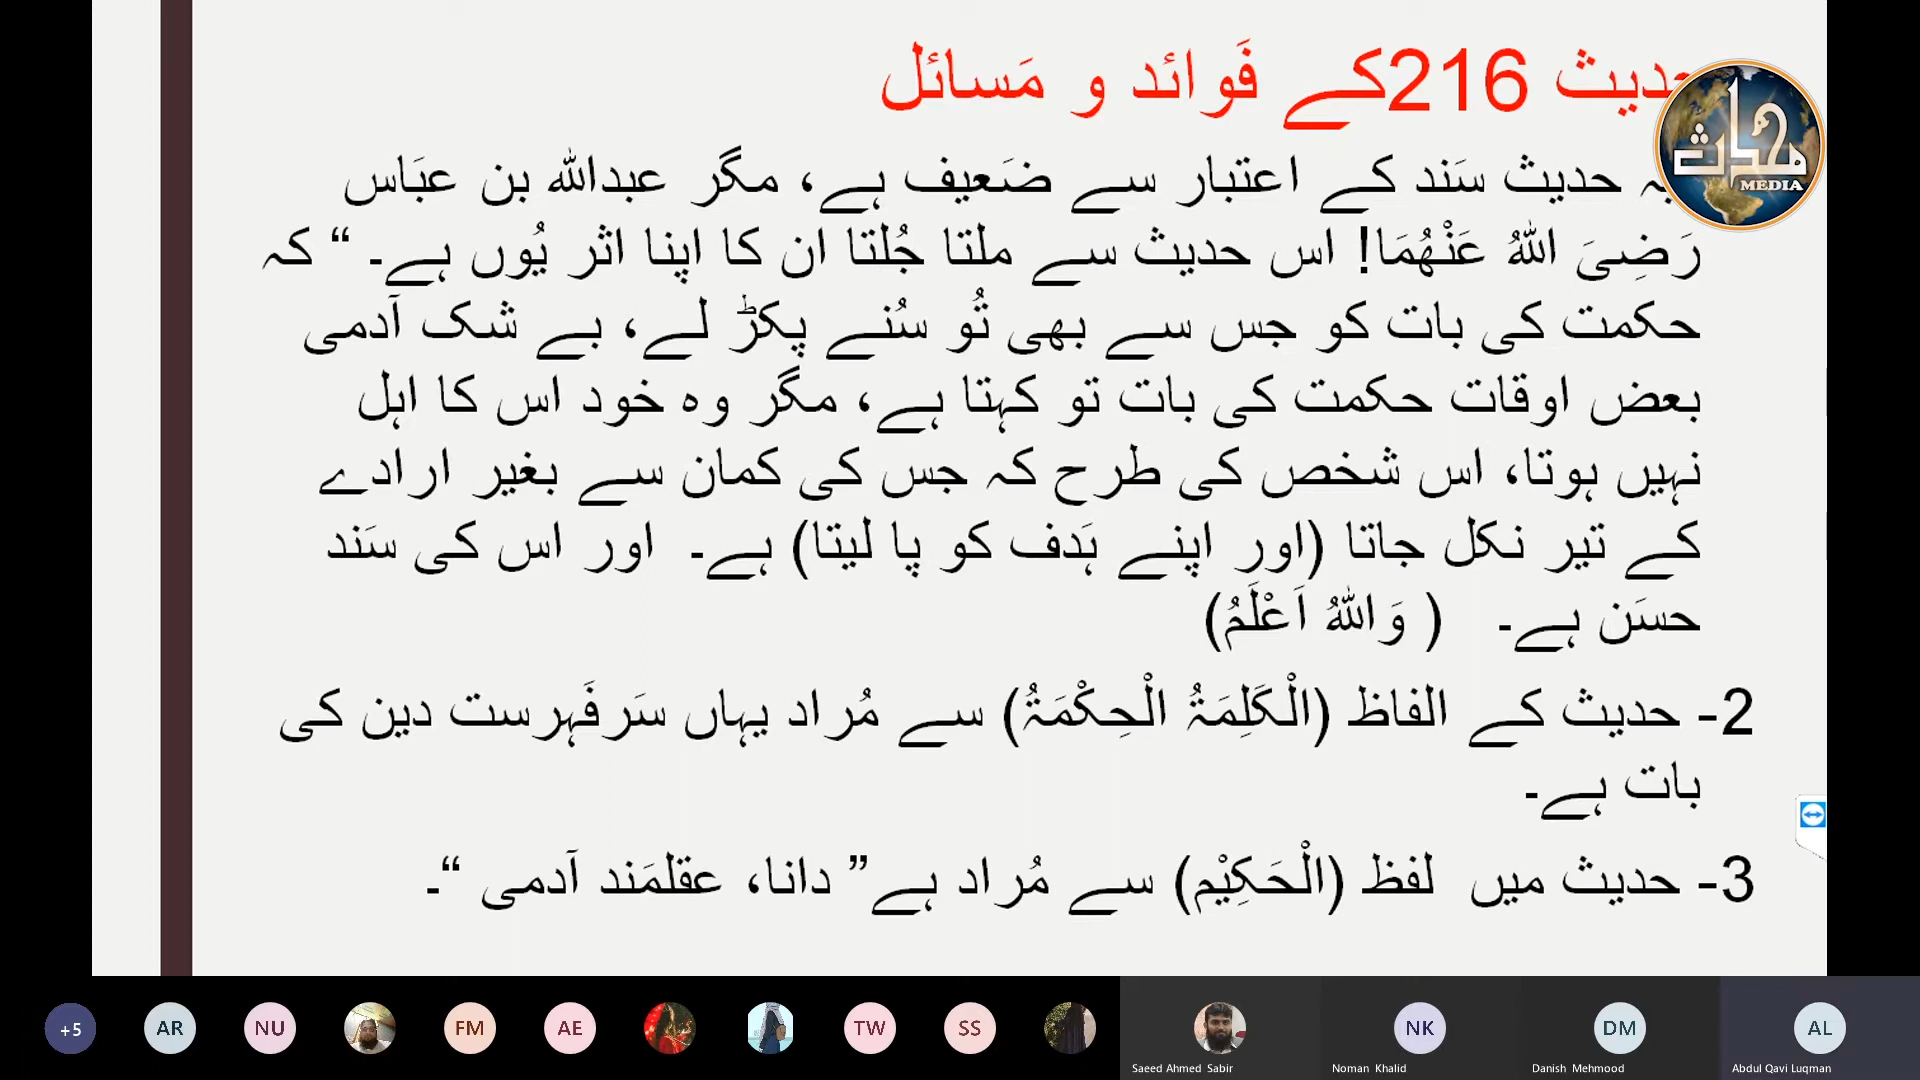 حدیث 216کے فَوائد و مَسائل
یہ حدیث سَند کے اعتبار سے ضَعیف ہے، مگر عبداللہ بن عبَاس
رَضِیَ اللہُ عَنْھُمَا! اس حدیث سے ملتا جُلتا ان کا اپنا اثر یُوں ہے۔ “ کہ
حکمت کی بات کو جس سے بھی تُو سُنے پکڑ لے، بے شک آدمی
بعض اوقات حکمت کی بات تو کہتا ہے، مگر وہ خود اس کا اہل
نہیں ہوتا، اس شخص کی طرح کہ جس کی کمان سے بغیر ارادے
کے تیر نکل جاتا (اور اپنے ہَدف کو پا لیتا) ہے۔ اور اس کی سَند
حسَن ہے۔ ( وَاللہُ اَعْلَمُ)
2- حدیث کے الفاظ (الْکَلِمَۃُ الْحِکْمَۃُ) سے مُراد یہاں سَرفَہرست دین کی
بات ہے۔
3- حدیث میں لفظ (الْحَکِیْم) سے مُراد ہے” دانا، عقلمَند آدمی “۔
MEDIA
+5
AR
NU
FM
AE
TW
SS
NK
DM
AL
Saeed Ahmed Sabir
Noman Khalid
Danish Mehmood
Abdul Qavi Luqman